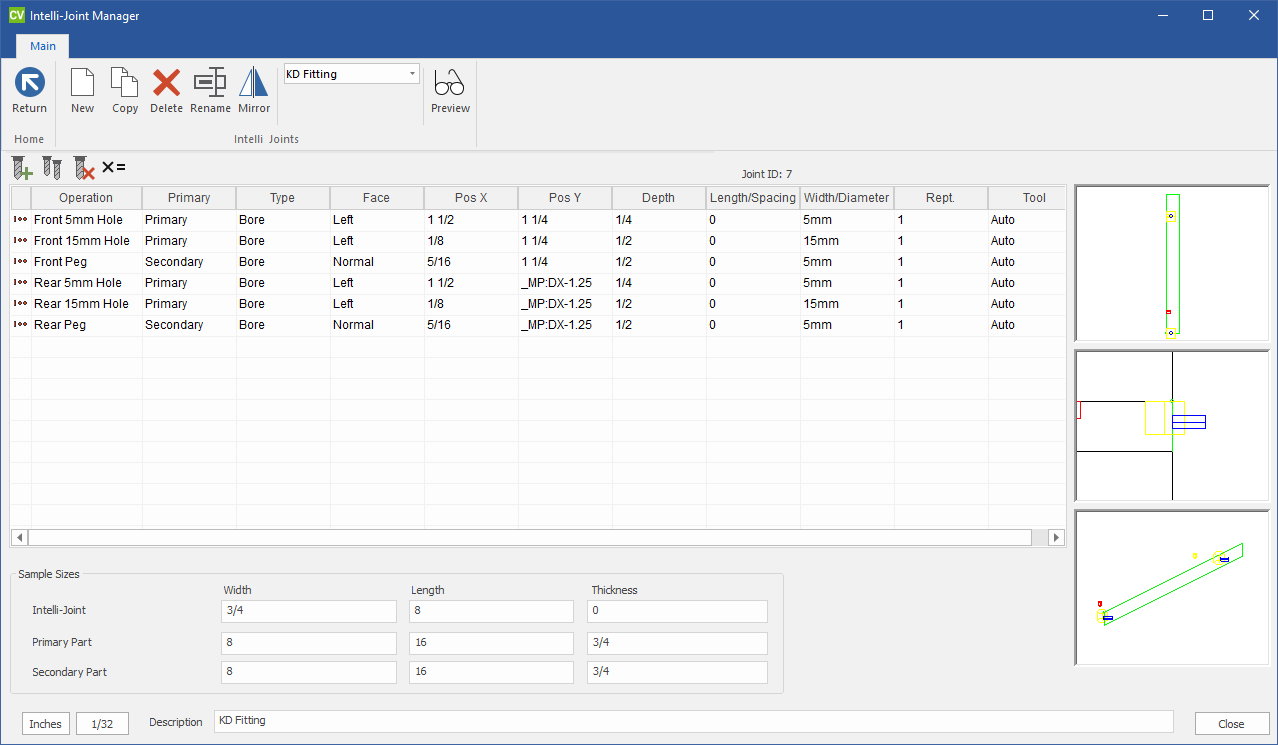 CV Intelli-Joint Manager
Main
Return New Copy Delete Rename Mirror KD Fitting Preview
Home Intelli Joints
×= Joint ID: 7
Operation Primary Type Face Pos X Pos Y Depth Length/Spacing Width/Diameter Rept. Tool
Front 5mm Hole Primary Bore Left 1 1/2 1 1/4 1/4 0 5mm 1 Auto
Front 15mm Hole Primary Bore Left 1/8 1 1/4 1/2 0 15mm 1 Auto
Front Peg Secondary Bore Normal 5/16 1 1/4 1/2 0 5mm 1 Auto
Rear 5mm Hole Primary Bore Left 1 1/2 _MP:DX-1.25 1/4 0 5mm 1 Auto
Rear 15mm Hole Primary Bore Left 1/8 _MP:DX-1.25 1/2 0 15mm 1 Auto
Rear Peg Secondary Bore Normal 5/16 _MP:DX-1.25 1/2 0 5mm 1 Auto
Sample Sizes
Width Length Thickness
Intelli-Joint 3/4 8 0
Primary Part 8 16 3/4
Secondary Part 8 16 3/4
Inches 1/32 Description KD Fitting Close